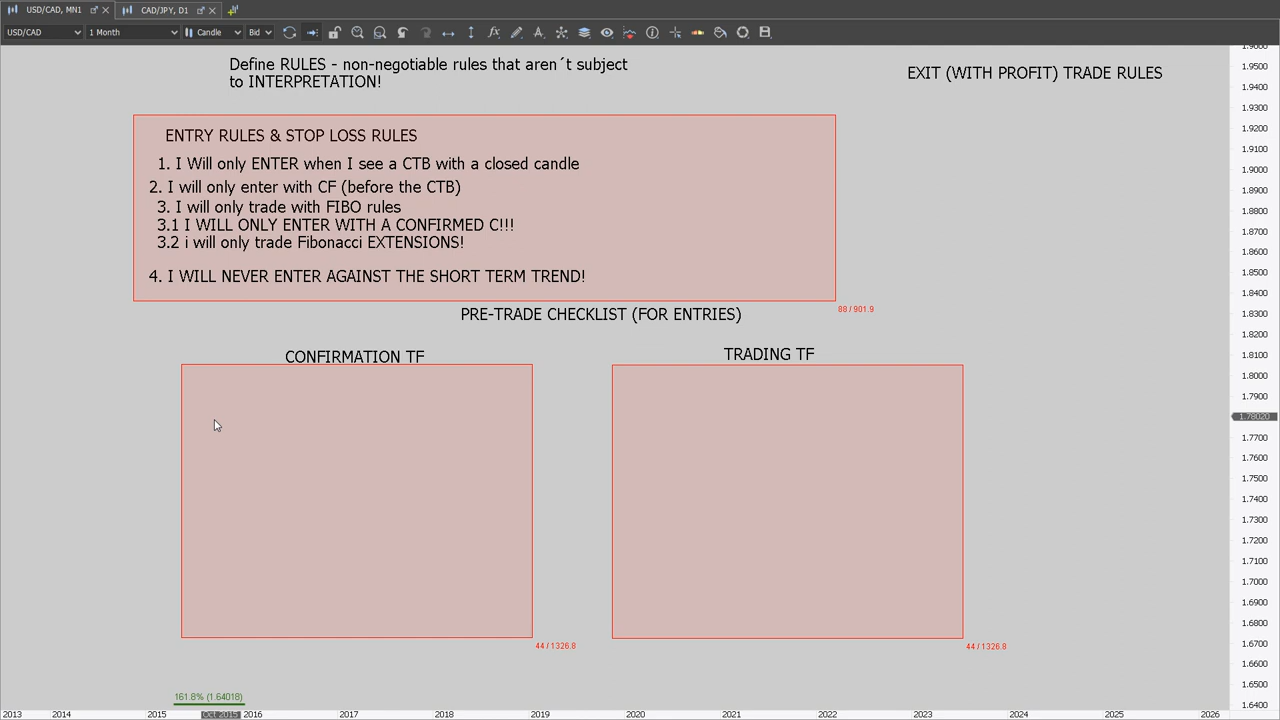 USD/CAD, MN1
CAD/JPY, D1
USD/CAD
1 Month
Candle
Bid
Define RULES - non-negotiable rules that aren´t subject
to INTERPRETATION!
EXIT (WITH PROFIT) TRADE RULES
ENTRY RULES & STOP LOSS RULES
1. I Will only ENTER when I see a CTB with a closed candle
2. I will only enter with CF (before the CTB)
3. I will only trade with FIBO rules
3.1 I WILL ONLY ENTER WITH A CONFIRMED C!!!
3.2 i will only trade Fibonacci EXTENSIONS!
4. I WILL NEVER ENTER AGAINST THE SHORT TERM TREND!
88 / 901.9
PRE-TRADE CHECKLIST (FOR ENTRIES)
CONFIRMATION TF
TRADING TF
44 / 1326.8
44 / 1326.8
161.8% (1.64018)
1.9600
1.9500
1.9400
1.9300
1.9200
1.9100
1.9000
1.8900
1.8800
1.8700
1.8600
1.8500
1.8400
1.8300
1.8200
1.8100
1.8000
1.7900
1.78020
1.7700
1.7600
1.7500
1.7400
1.7300
1.7200
1.7100
1.7000
1.6900
1.6800
1.6700
1.6600
1.6500
1.6400
2013 2014 2015 Oct 2015 2016 2017 2018 2019 2020 2021 2022 2023 2024 2025 2026